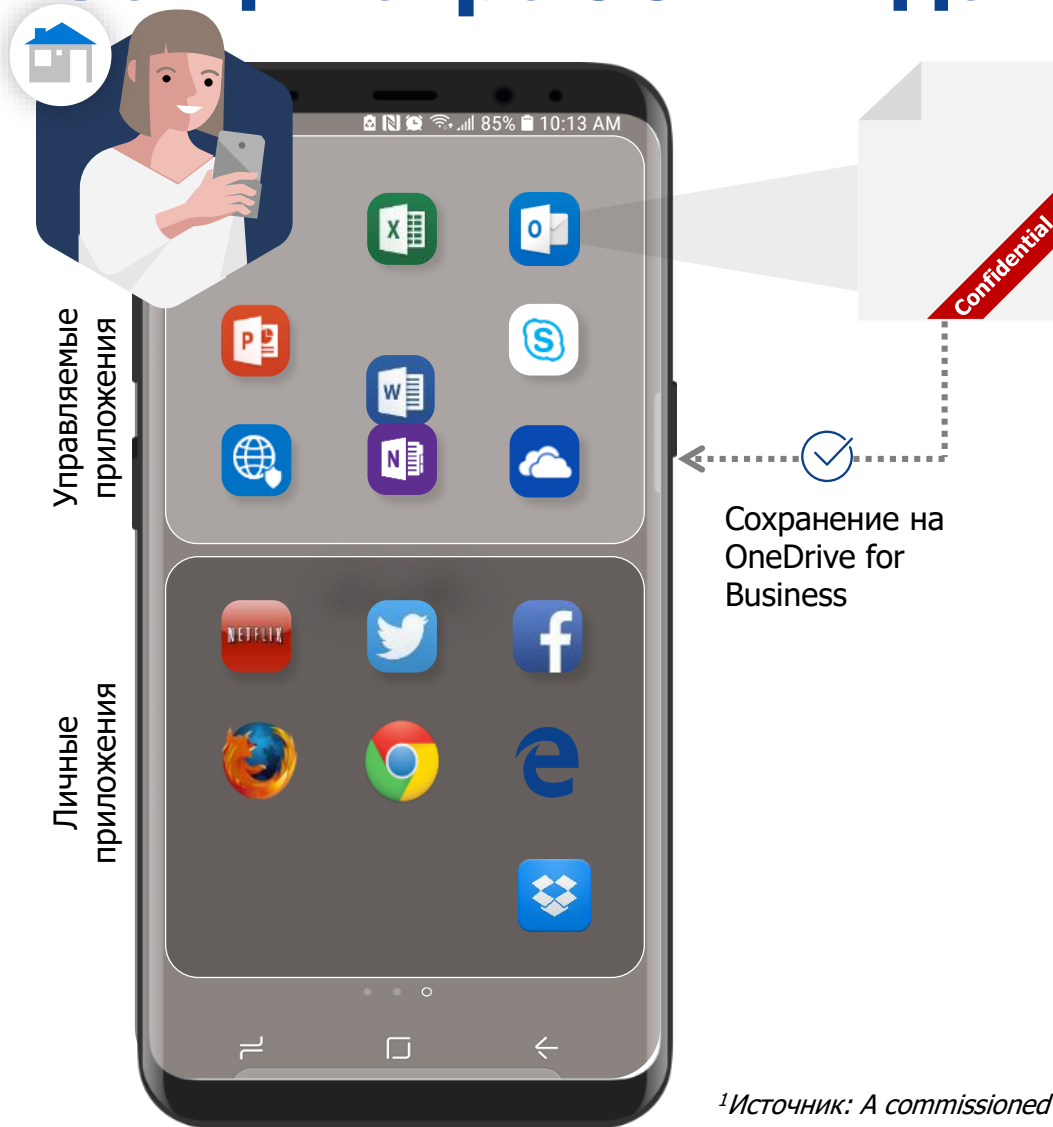 85% 10:13 AM
Confidential
Управляемые
приложения
Сохранение на
OneDrive for
Business
NETFLIX
Личные
приложения
¹Источник: A commissioned